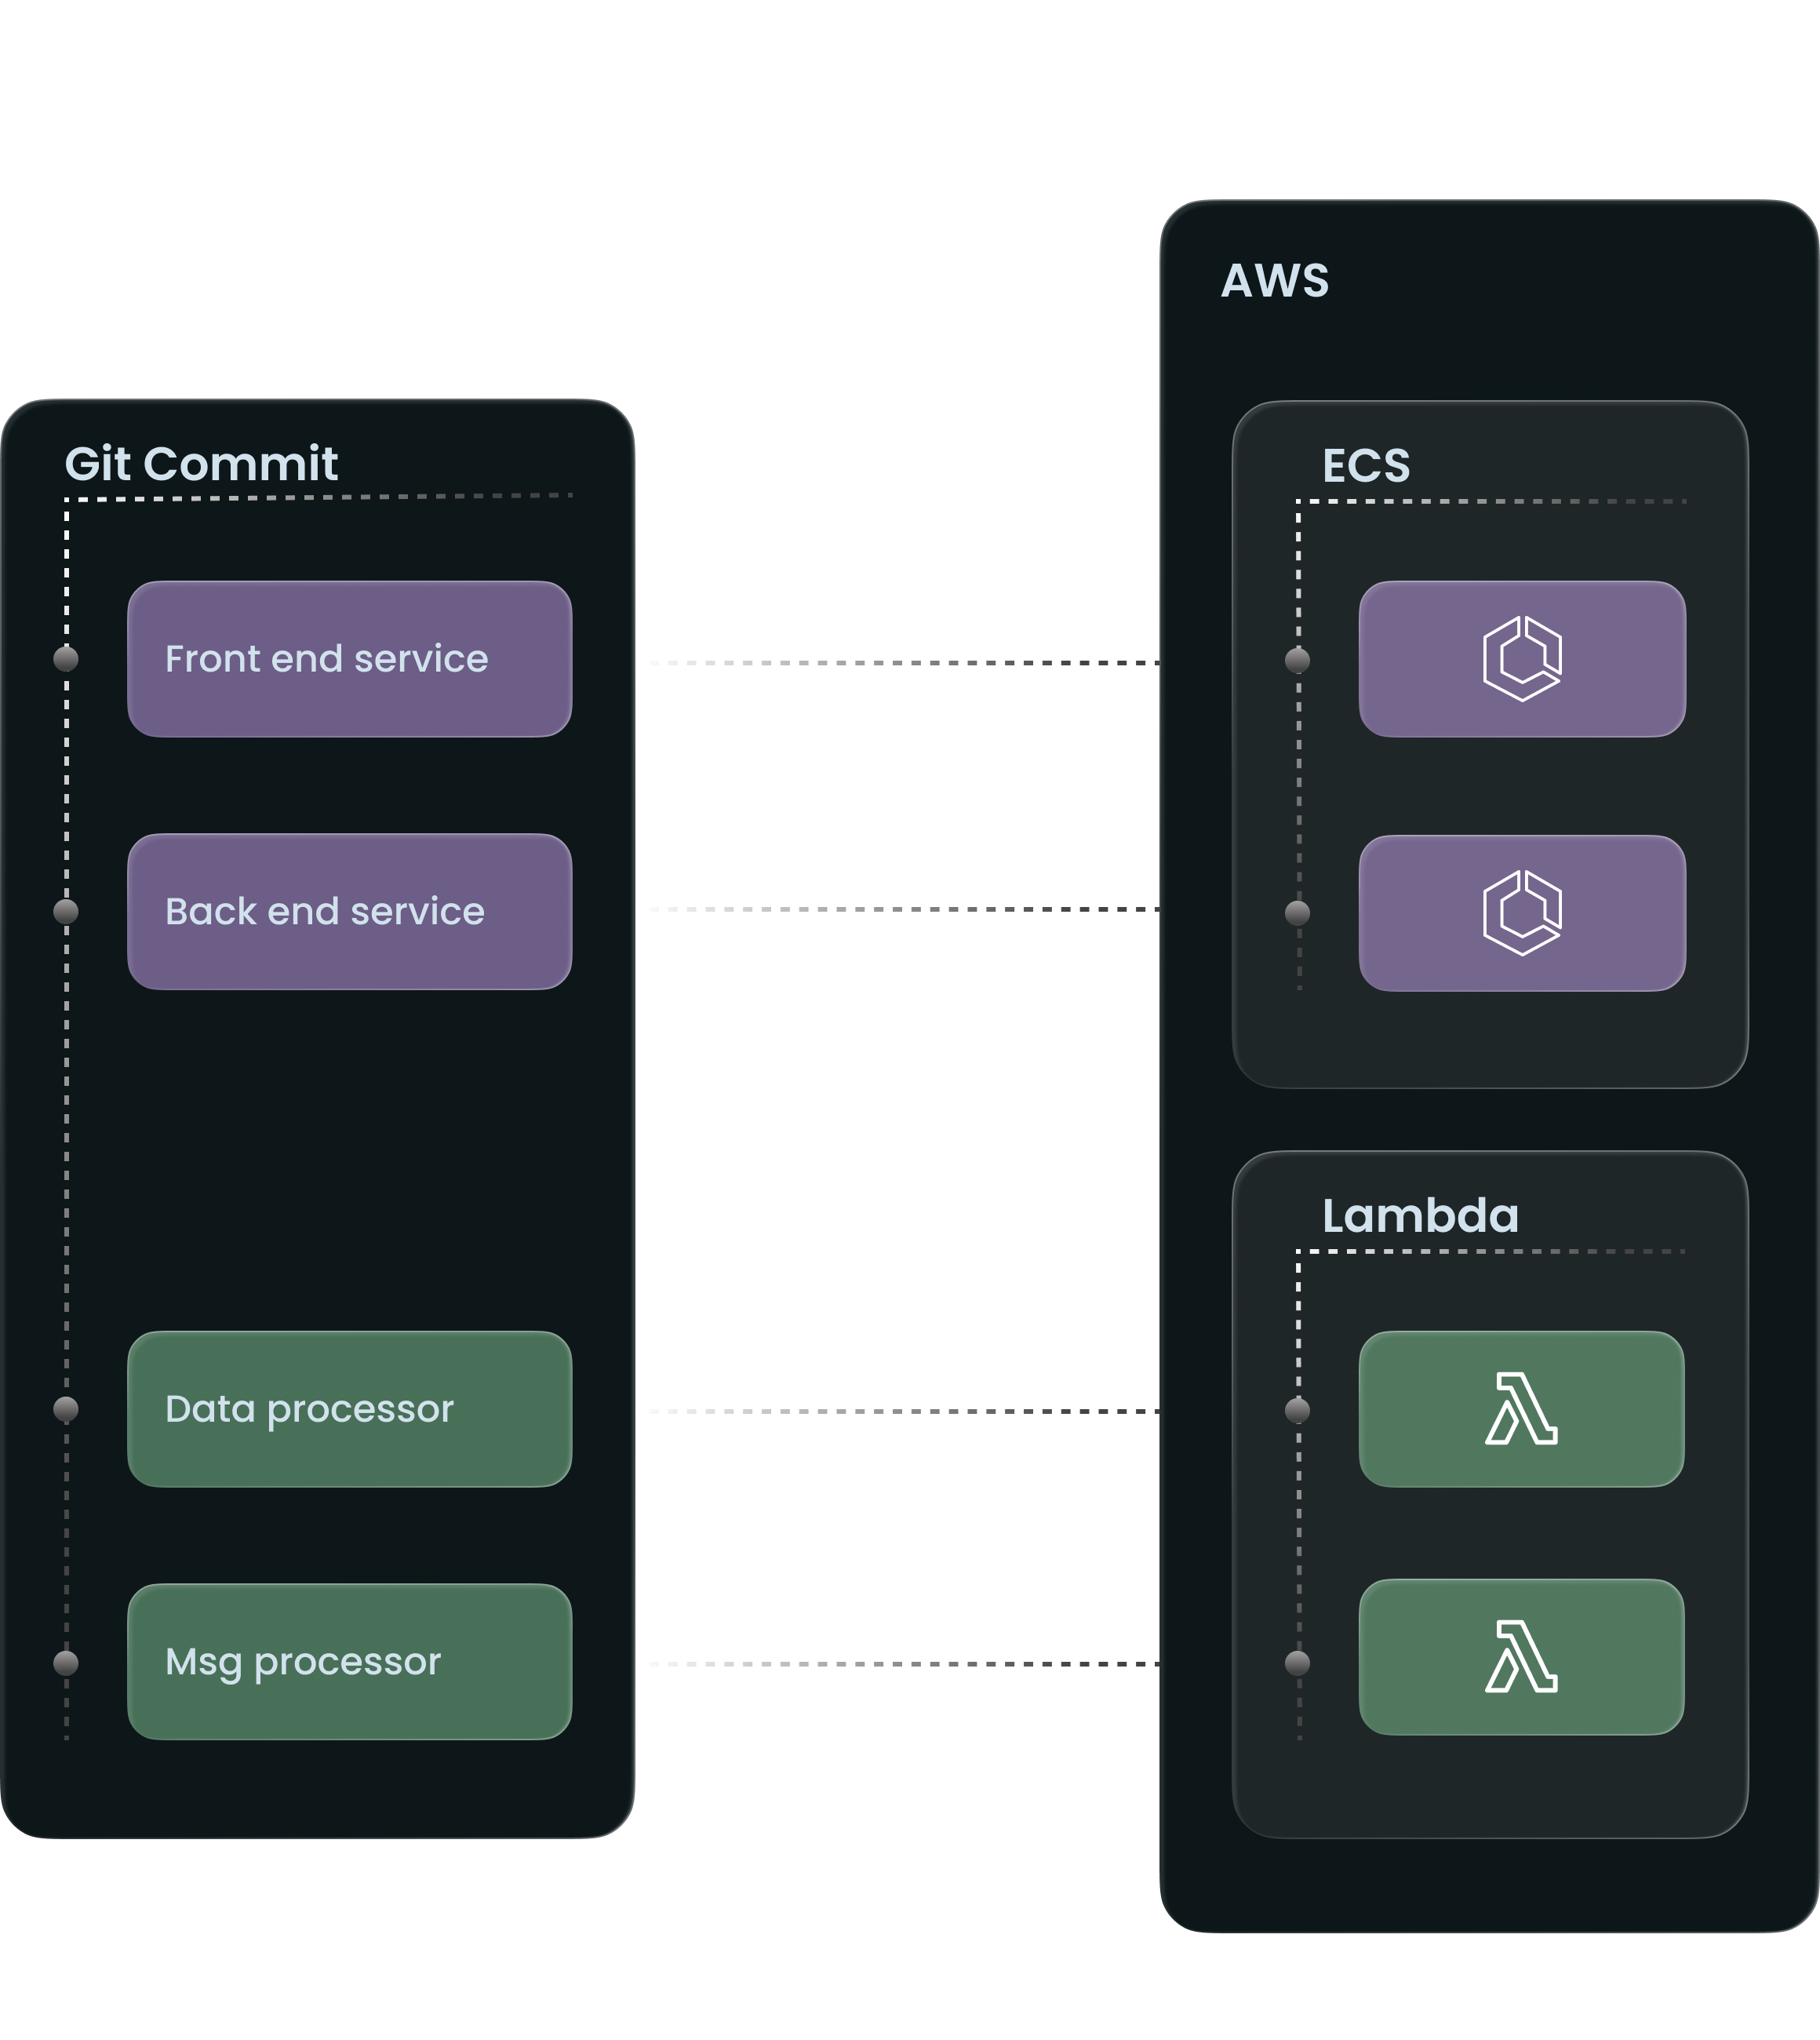 AWS
Git Commit
Front end service
Back end service
Data processor
Msg processor
ECS
Lambda